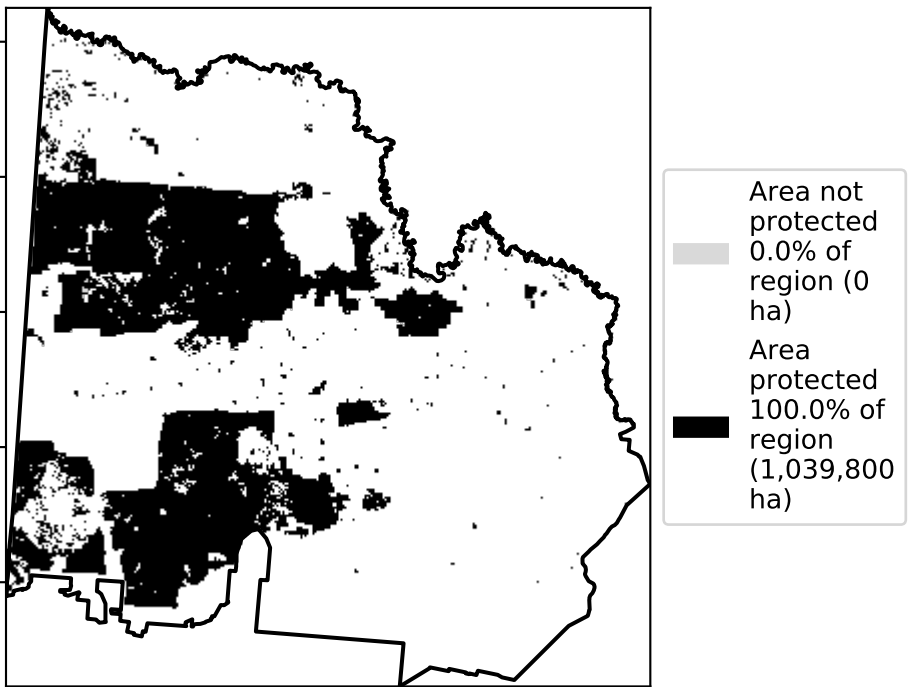 Area not
protected
0.0% of
region (0
ha)
Area
protected
100.0% of
region
(1,039,800
ha)